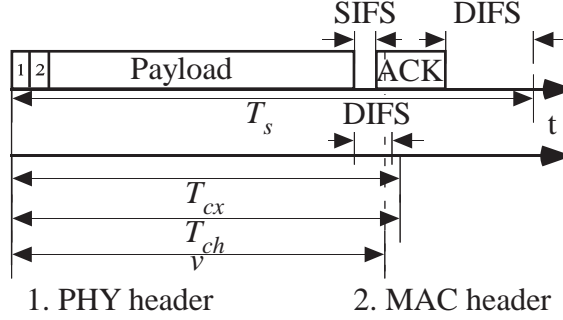 SIFS DIFS
1 2 Payload ACK
T_s DIFS t
T_cx
T_ch
v
1. PHY header 2. MAC header